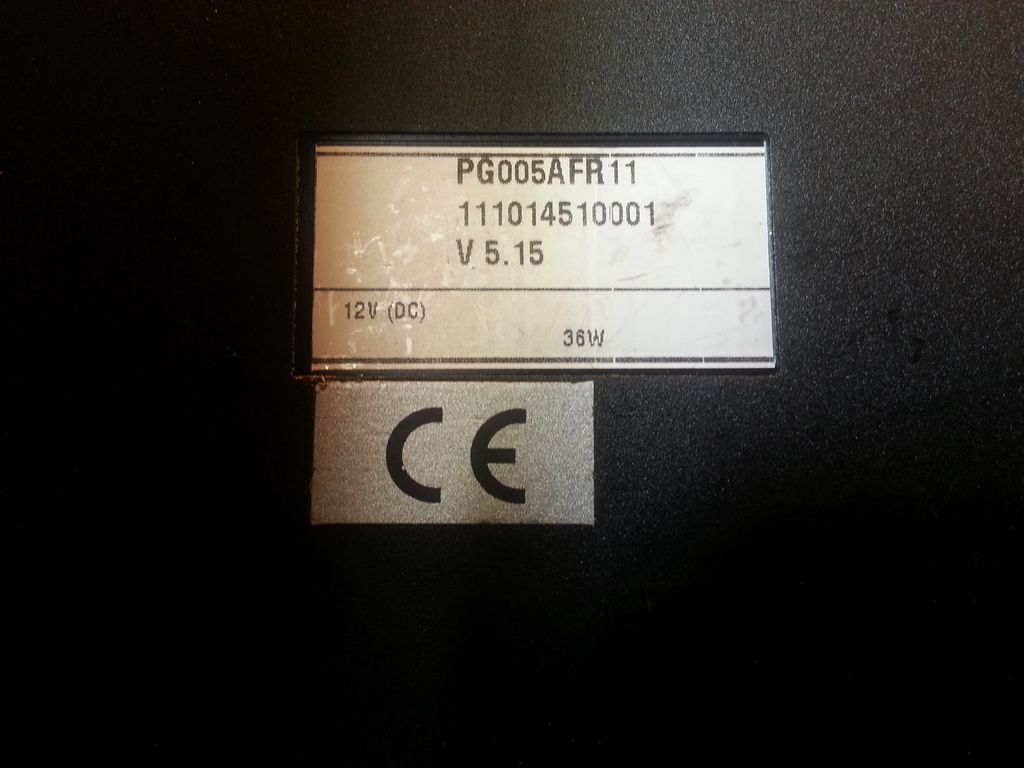 PG005AFR11
111014510001
V 5.15
12V (DC)
36W
CE